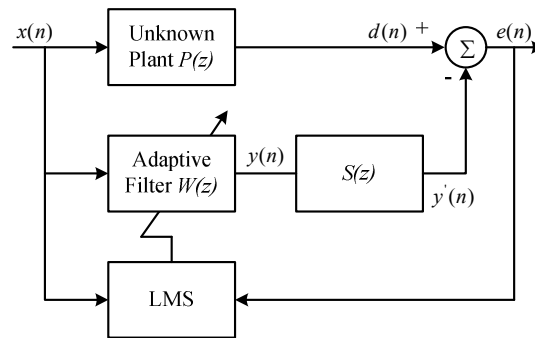 x(n)
Unknown
Plant P(z)
d(n) +
Σ
e(n)
-
Adaptive
Filter W(z)
y(n)
S(z)
y'(n)
LMS